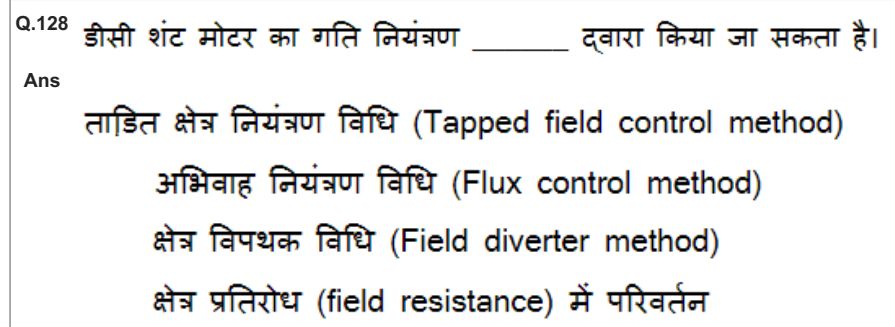 Q.128 डीसी शंट मोटर का गति नियंत्रण ______ द्वारा किया जा सकता है।
Ans
ताडित क्षेत्र नियंत्रण विधि (Tapped field control method)
अभिवाह नियंत्रण विधि (Flux control method)
क्षेत्र विपथक विधि (Field diverter method)
क्षेत्र प्रतिरोध (field resistance) में परिवर्तन